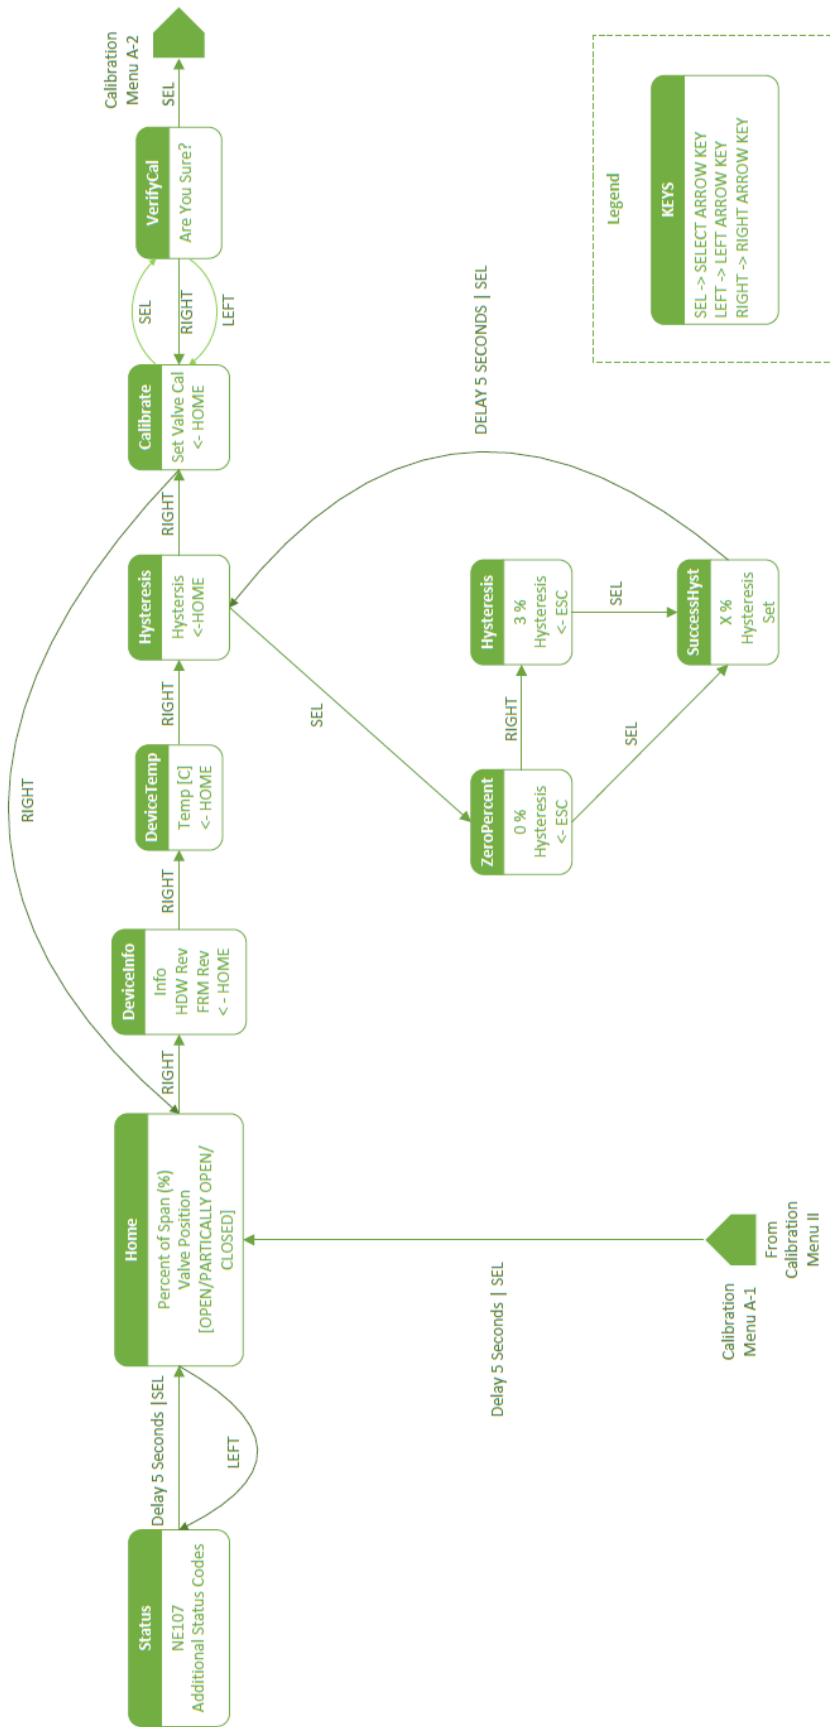 Status
NE107
Additional Status Codes
Delay 5 Seconds |SEL
LEFT
Home
Percent of Span (%)
Valve Position
[OPEN/PARTICALLY OPEN/
CLOSED]
RIGHT
DeviceInfo
Info
HDW Rev
FRM Rev
< - HOME
RIGHT
DeviceTemp
Temp [C]
<- HOME
RIGHT
Hysteresis
Hystersis
<-HOME
RIGHT
Calibrate
Set Valve Cal
<- HOME
RIGHT
SEL
RIGHT
LEFT
VerifyCal
Are You Sure?
SEL
Calibration
Menu A-2
SEL
ZeroPercent
0 %
Hysteresis
<- ESC
RIGHT
Hysteresis
3 %
Hysteresis
<- ESC
SEL
SEL
SuccessHyst
X %
Hysteresis
Set
DELAY 5 SECONDS | SEL
Delay 5 Seconds | SEL
Calibration
Menu A-1
From
Calibration
Menu II
Legend
KEYS
SEL -> SELECT ARROW KEY
LEFT -> LEFT ARROW KEY
RIGHT -> RIGHT ARROW KEY